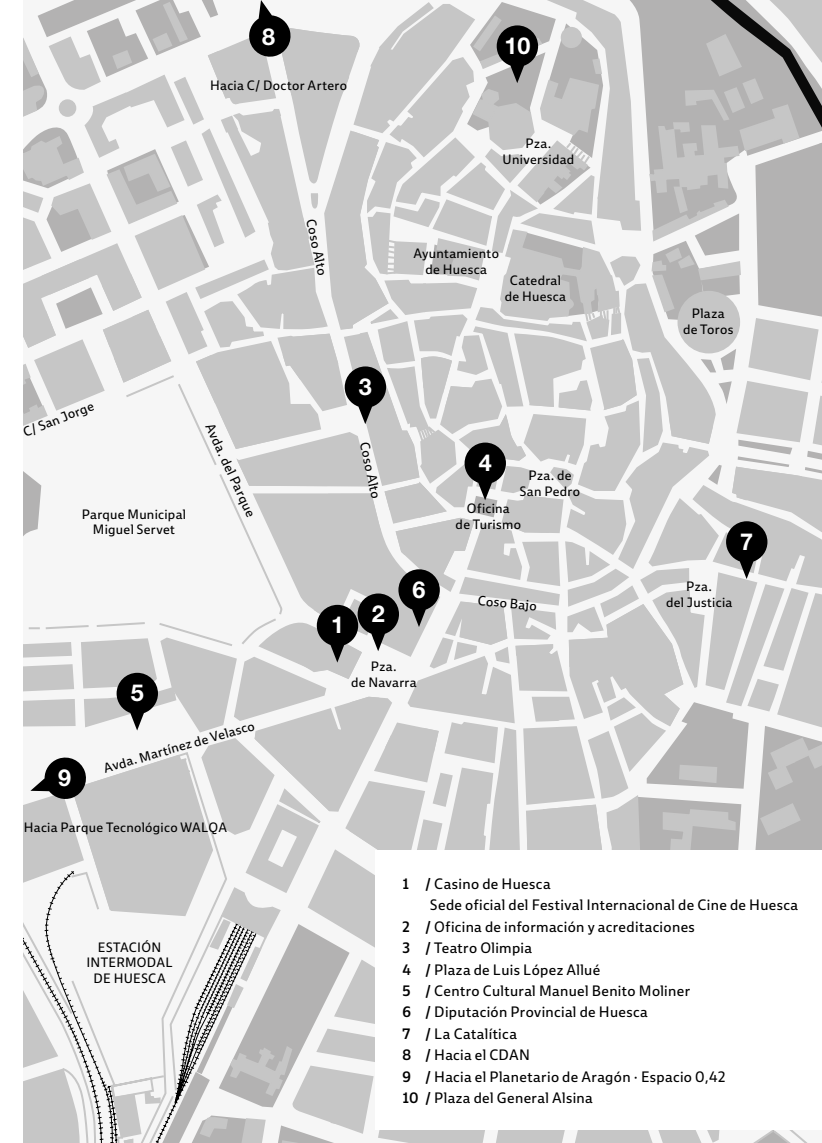 8
Hacia C/ Doctor Artero
10
Pza.
Universidad
Coso Alto
Ayuntamiento
de Huesca
Catedral
de Huesca
Plaza
de Toros
3
C/ San Jorge
Avda. del Parque
Coso Alto
4
Pza. de
San Pedro
Oficina
de Turismo
Parque Municipal
Miguel Servet
7
Pza.
del Justicia
6
Coso Bajo
2
1
Pza.
de Navarra
5
Avda. Martínez de Velasco
9
Hacia Parque Tecnológico WALQA
ESTACIÓN
INTERMODAL
DE HUESCA
1 / Casino de Huesca
Sede oficial del Festival Internacional de Cine de Huesca
2 / Oficina de información y acreditaciones
3 / Teatro Olimpia
4 / Plaza de Luis López Allué
5 / Centro Cultural Manuel Benito Moliner
6 / Diputación Provincial de Huesca
7 / La Catalítica
8 / Hacia el CDAN
9 / Hacia el Planetario de Aragón · Espacio 0,42
10 / Plaza del General Alsina